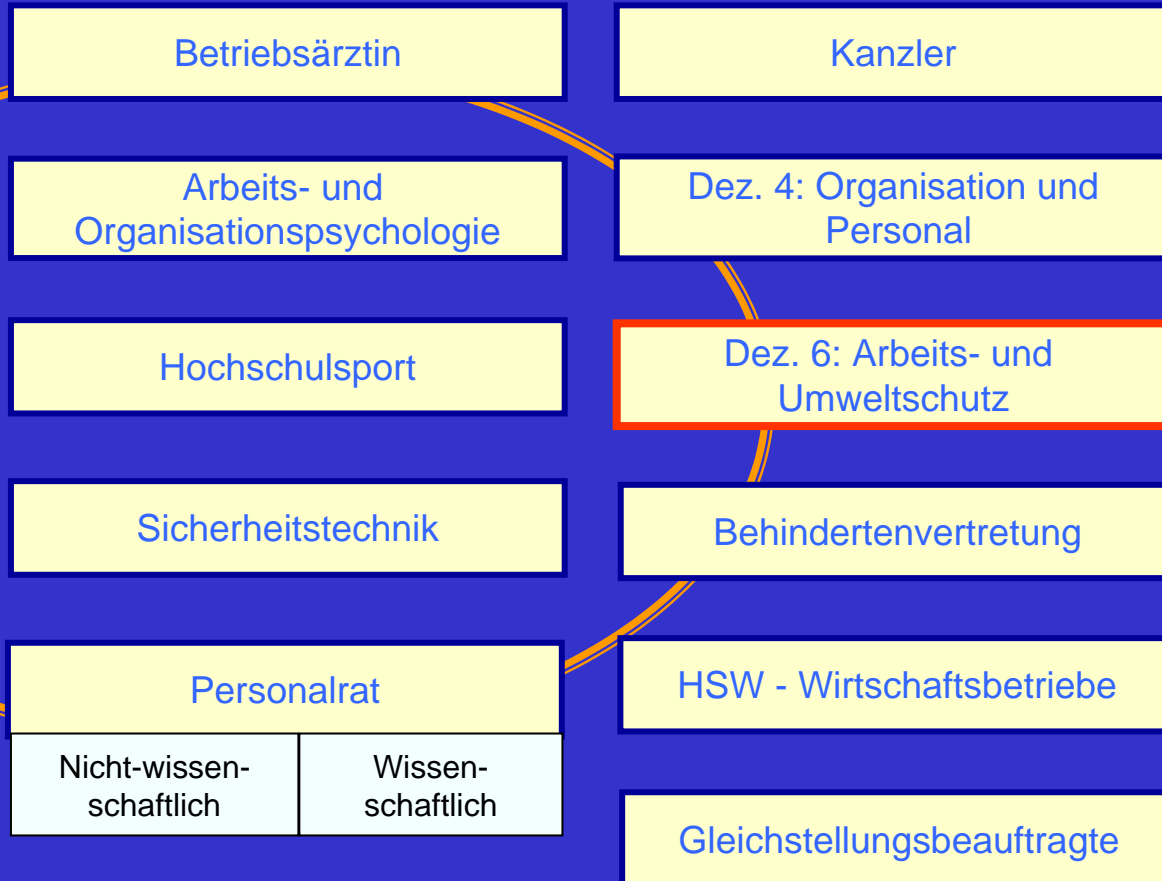 Betriebsärztin
Kanzler
Arbeits- und
Organisationspsychologie
Dez. 4: Organisation und
Personal
Hochschulsport
Dez. 6: Arbeits- und
Umweltschutz
Sicherheitstechnik
Behindertenvertretung
Personalrat
Nicht-wissen-
schaftlich
Wissen-
schaftlich
HSW - Wirtschaftsbetriebe
Gleichstellungsbeauftragte